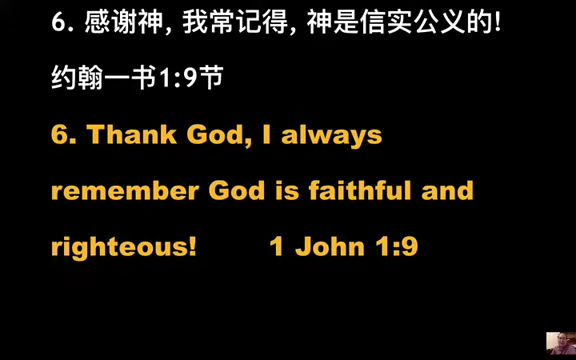 6. 感谢神, 我常记得, 神是信实公义的!
约翰一书1:9节
6. Thank God, I always
remember God is faithful and
righteous! 1 John 1:9